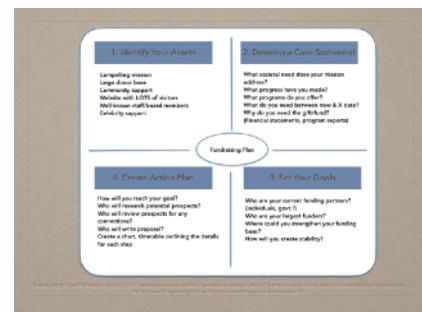 1. Identify Your Assets
Compelling mission
Large donor base
Community support
Website with LOTS of visitors
Well-known staff/board members
Celebrity support
2. Develop a Case Statement
What societal need does your mission
address?
What progress have you made?
What programs do you offer?
What do you need between now & X date?
Why do you need the gift/fund?
(Financial statements, program reports)
Fundraising Plan
4. Create Action Plan
How will you reach your goal?
Who will research potential prospects?
Who will review prospects for any
connections?
Who will write proposal?
Create a chart, timetable outlining the details
for each step
3. Set Your Goals
Who are your current funding partners?
(individuals, govt.?)
Who are your largest funders?
Where could you strengthen your funding
base?
How will you create stability?